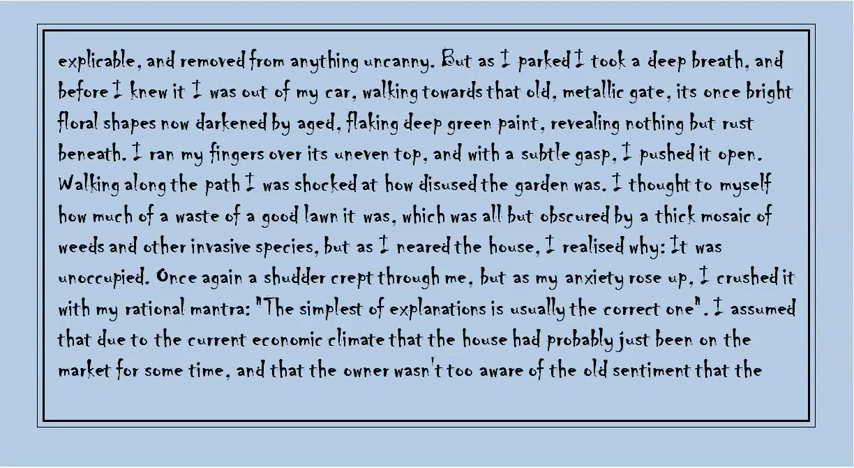 explicable, and removed from anything uncanny. But as I parked I took a deep breath, and
before I knew it I was out of my car, walking towards that old, metallic gate, its once bright
floral shapes now darkened by aged, flaking deep green paint, revealing nothing but rust
beneath. I ran my fingers over its uneven top, and with a subtle gasp, I pushed it open.
Walking along the path I was shocked at how disused the garden was. I thought to myself
how much of a waste of a good lawn it was, which was all but obscured by a thick mosaic of
weeds and other invasive species, but as I neared the house, I realised why: It was
unoccupied. Once again a shudder crept through me, but as my anxiety rose up, I crushed it
with my rational mantra: "The simplest of explanations is usually the correct one". I assumed
that due to the current economic climate that the house had probably just been on the
market for some time, and that the owner wasn't too aware of the old sentiment that the